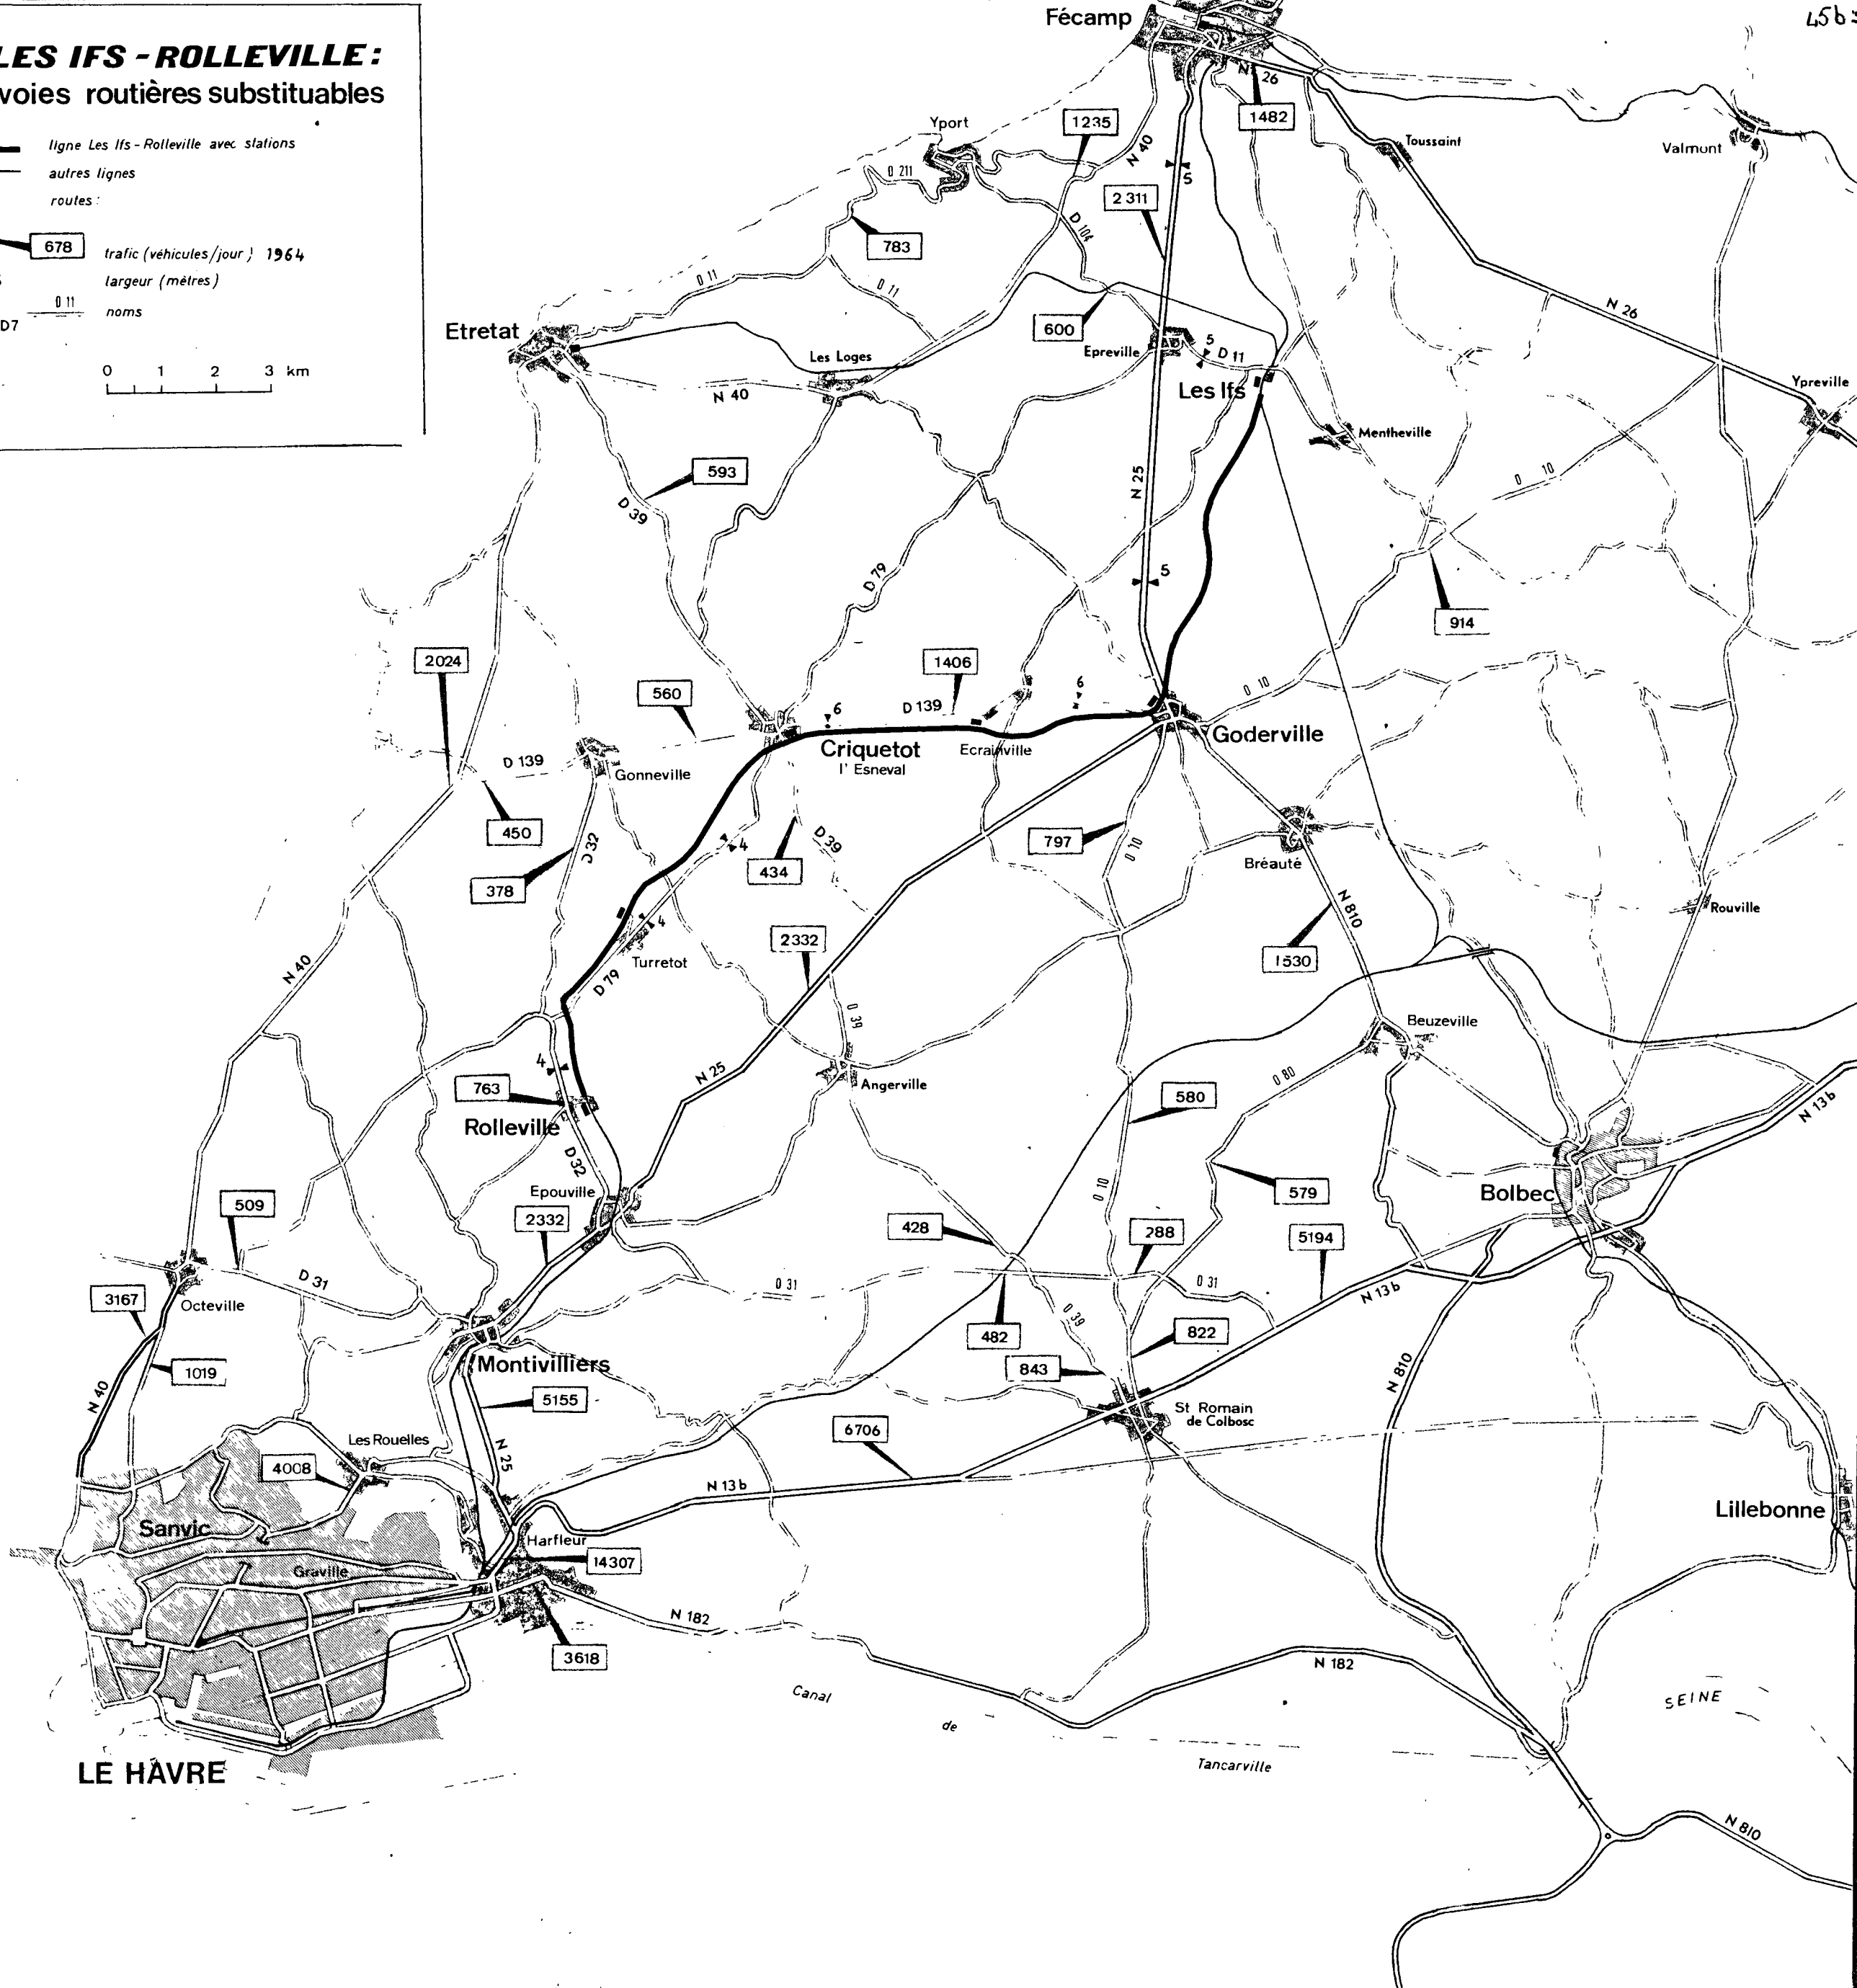 45b
LES IFS - ROLLEVILLE :
voies routières substituables
ligne Les Ifs - Rolleville avec stations
autres lignes
routes :
678 trafic (véhicules/jour) 1964
largeur (mètres)
D 11 noms
D7
0 1 2 3 km
Fécamp
N 26
1482
1235
N 40
Yport
D 211
Toussaint
Valmont
5
2 311
D 104
783
D 11
D 11
600
N 26
Etretat
Les Loges
Epreville
5
D 11
Les Ifs
Ypreville
N 40
Mentheville
593
D 39
N 25
D 10
D 79
5
914
2024
1406
560
6
D 10
6
D 139
Criquetot
l' Esneval
Ecrainville
Goderville
D 139
Gonneville
450
D 32
4
434
D 39
797
D 10
Bréauté
378
N 810
Rouville
4
Turretot
2332
1530
N 40
D 79
D 39
Beuzeville
4
N 25
763
Angerville
D 80
580
N 13 b
Rolleville
D 32
Epouville
D 10
579
Bolbec
509
2332
428
288
5194
D 31
D 31
D 31
N 13 b
3167
Octeville
482
D 39
822
1019
Montivilliers
843
N 810
N 40
5155
St Romain
de Colbosc
Les Rouelles
6706
4008
N 25
N 13 b
Lillebonne
Sanvic
Harfleur
14307
Graville
N 182
3618
N 182
Canal
de
Tancarville
SEINE
LE HÂVRE
N 810